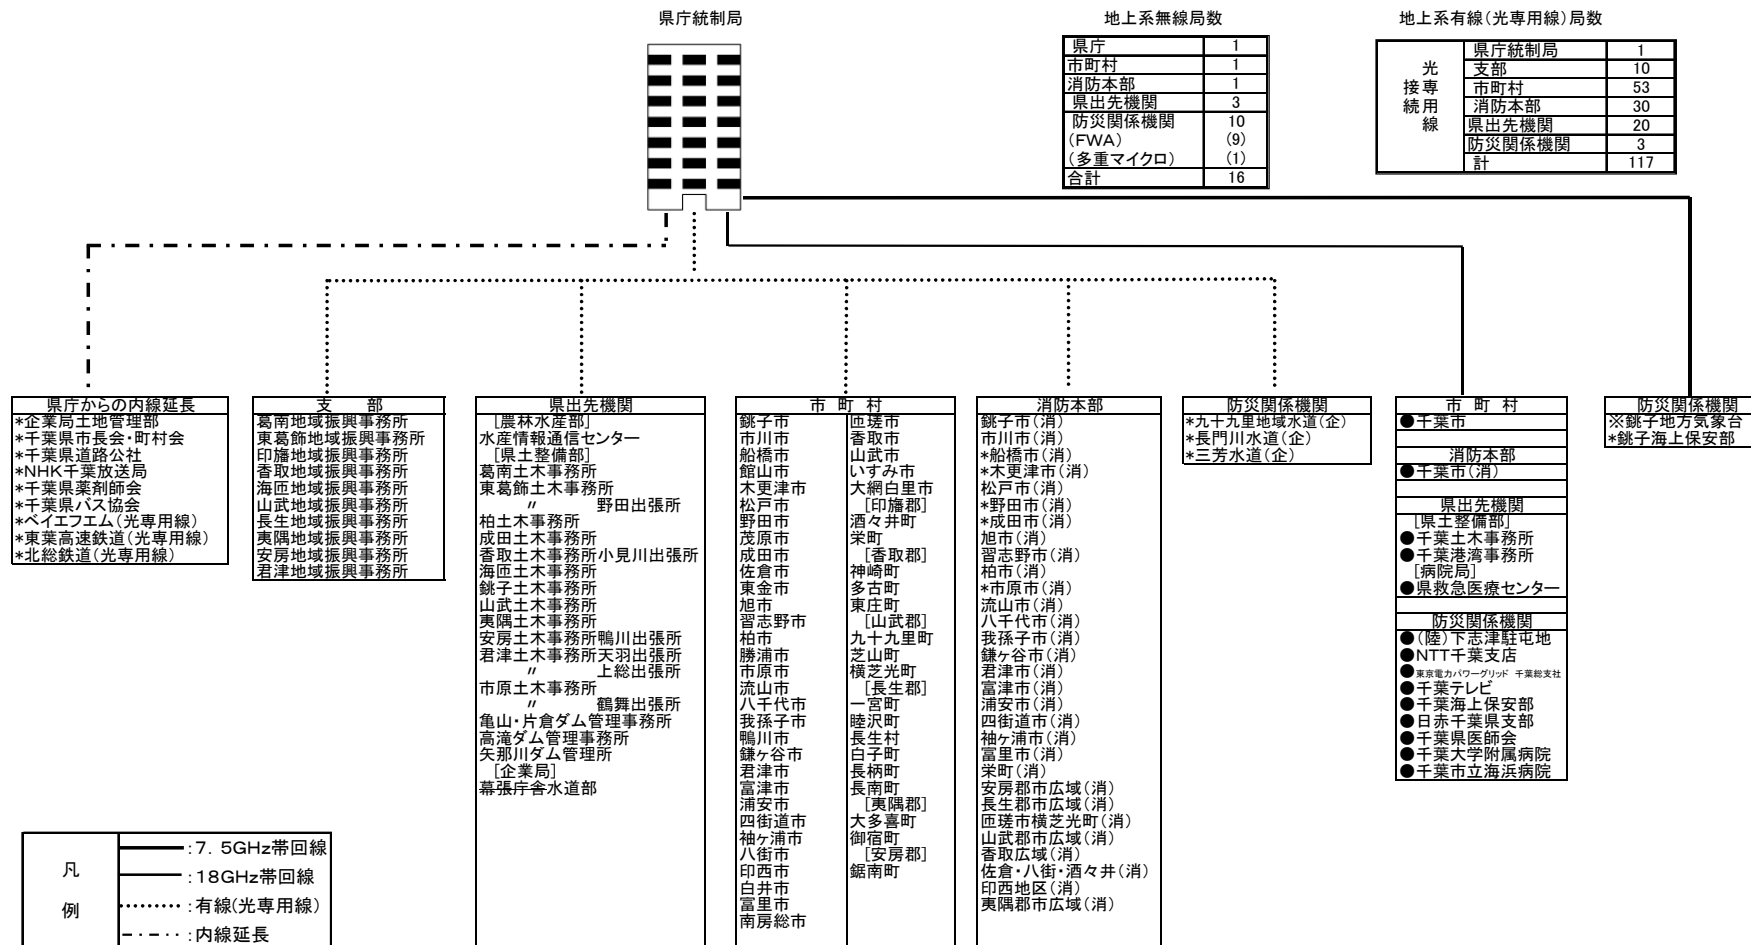 県庁統制局
地上系無線局数
県庁 1
市町村 1
消防本部 1
県出先機関 3
防災関係機関 10
(FWA) (9)
(多重マイクロ) (1)
合計 16
地上系有線(光専用線)局数
光専用線接続
県庁統制局 1
支部 10
市町村 53
消防本部 30
県出先機関 20
防災関係機関 3
計 117
県庁からの内線延長
*企業局土地管理部
*千葉県市長会・町村会
*千葉県道路公社
*NHK千葉放送局
*千葉県薬剤師会
*千葉県バス協会
*ベイエフエム(光専用線)
*東葉高速鉄道(光専用線)
*北総鉄道(光専用線)
支 部
葛南地域振興事務所
東葛飾地域振興事務所
印旛地域振興事務所
香取地域振興事務所
海匝地域振興事務所
山武地域振興事務所
長生地域振興事務所
夷隅地域振興事務所
安房地域振興事務所
君津地域振興事務所
県出先機関
[農林水産部]
水産情報通信センター
[県土整備部]
葛南土木事務所
東葛飾土木事務所
〃 野田出張所
柏土木事務所
成田土木事務所
香取土木事務所小見川出張所
海匝土木事務所
銚子土木事務所
山武土木事務所
夷隅土木事務所
安房土木事務所鴨川出張所
君津土木事務所天羽出張所
〃 上総出張所
市原土木事務所
〃 鶴舞出張所
亀山・片倉ダム管理事務所
高滝ダム管理事務所
矢那川ダム管理所
[企業局]
幕張庁舎水道部
市 町 村
銚子市
市川市
船橋市
館山市
木更津市
松戸市
野田市
茂原市
成田市
佐倉市
東金市
旭市
習志野市
柏市
勝浦市
市原市
流山市
八千代市
我孫子市
鴨川市
鎌ケ谷市
君津市
富津市
浦安市
四街道市
袖ケ浦市
八街市
印西市
白井市
富里市
南房総市
匝瑳市
香取市
山武市
いすみ市
大網白里市
[印旛郡]
酒々井町
栄町
[香取郡]
神崎町
多古町
東庄町
[山武郡]
九十九里町
芝山町
横芝光町
[長生郡]
一宮町
睦沢町
長生村
白子町
長柄町
長南町
[夷隅郡]
大多喜町
御宿町
[安房郡]
鋸南町
消防本部
銚子市(消)
市川市(消)
*船橋市(消)
*木更津市(消)
松戸市(消)
*野田市(消)
*成田市(消)
旭市(消)
習志野市(消)
柏市(消)
*市原市(消)
流山市(消)
八千代市(消)
我孫子市(消)
鎌ケ谷市(消)
君津市(消)
富津市(消)
浦安市(消)
四街道市(消)
袖ケ浦市(消)
富里市(消)
栄町(消)
安房郡市広域(消)
長生郡市広域(消)
匝瑳市横芝光町(消)
山武郡市広域(消)
香取広域(消)
佐倉・八街・酒々井(消)
印西地区(消)
夷隅郡市広域(消)
防災関係機関
*九十九里地域水道(企)
*長門川水道(企)
*三芳水道(企)
市 町 村
●千葉市
消防本部
●千葉市(消)
県出先機関
[県土整備部]
●千葉土木事務所
●千葉港湾事務所
[病院局]
●県救急医療センター
防災関係機関
●(陸)下志津駐屯地
●NTT千葉支店
●東京電力パワーグリッド 千葉総支社
●千葉テレビ
●千葉海上保安部
●日赤千葉県支部
●千葉県医師会
●千葉大学附属病院
●千葉市立海浜病院
防災関係機関
※銚子地方気象台
*銚子海上保安部
凡例
:7.5GHz帯回線
:18GHz帯回線
:有線(光専用線)
:内線延長